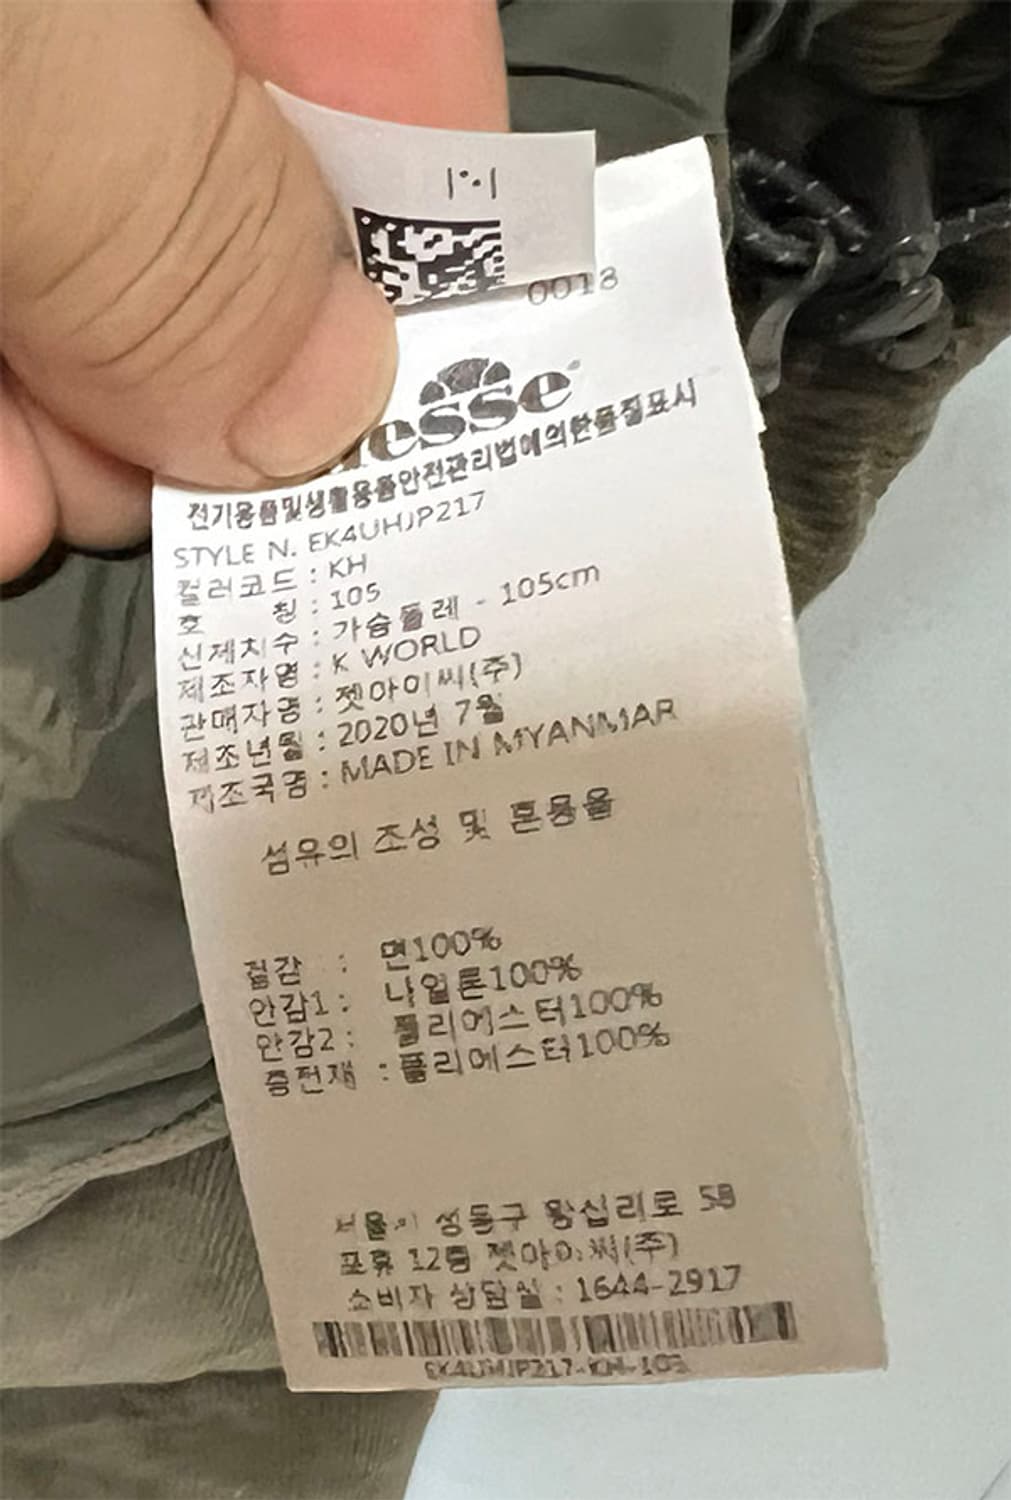 0013
esse
전기용품및생활용품안전관리법에의한품질표시
STYLE N. EK4UHJP217
컬러코드 : KH
호 칭 : 105
신체치수 : 가슴둘레 - 105cm
제조자명 : K WORLD
판매자명 : 젯아이씨(주)
제조년월 : 2020년 7월
제조국명 : MADE IN MYANMAR
섬유의 조성 및 혼용율
겉감 : 면100%
안감1 : 나일론100%
안감2 : 폴리에스터100%
충전재 : 폴리에스터100%
서울시 성동구 왕십리로 58
포휴 12층 젯아이씨(주)
소비자 상담실 : 1644-2917
EK4UHJP217-KH-105